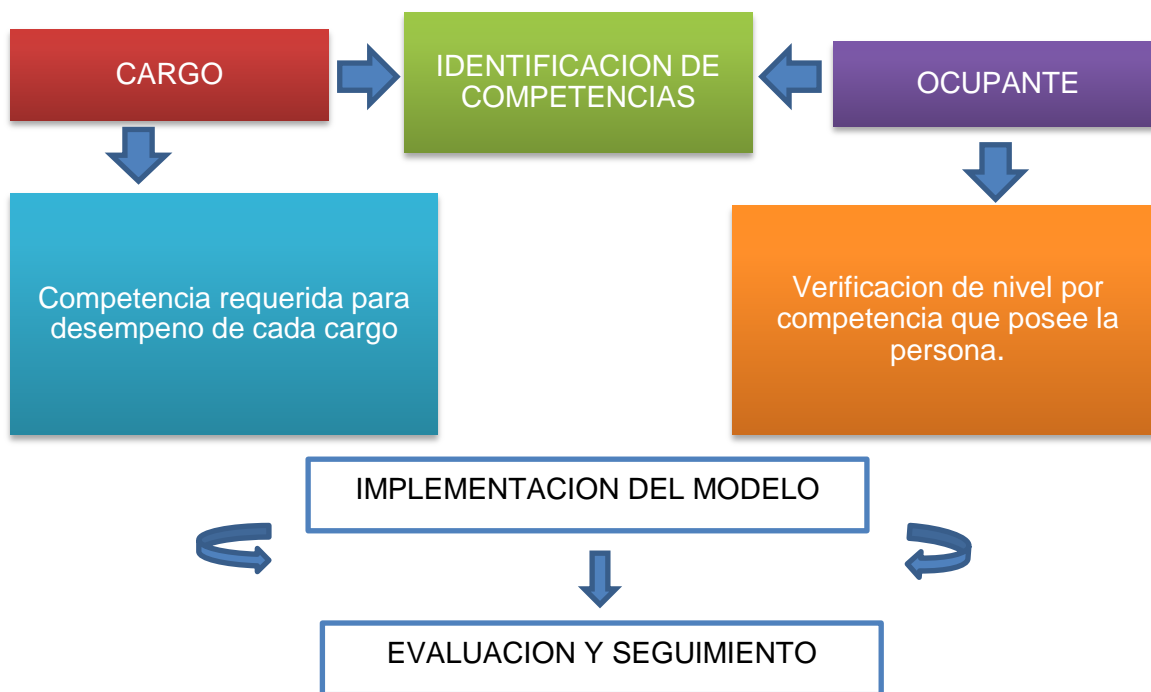 CARGO
IDENTIFICACION DE
COMPETENCIAS
OCUPANTE
Competencia requerida para
desempeno de cada cargo
Verificacion de nivel por
competencia que posee la
persona.
IMPLEMENTACION DEL MODELO
EVALUACION Y SEGUIMIENTO